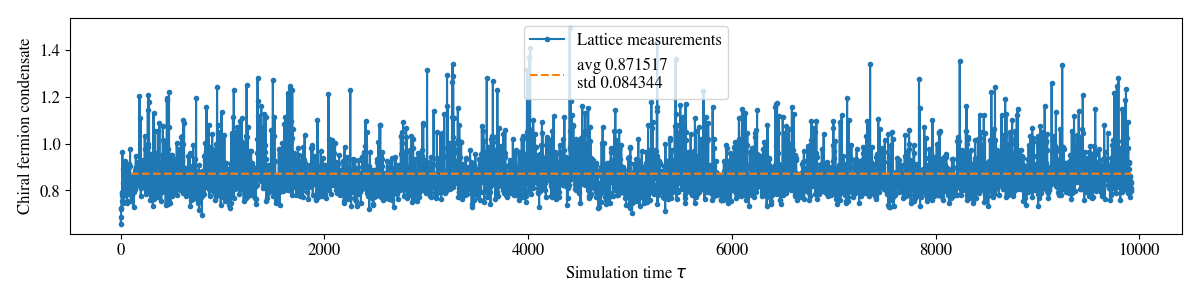 Chiral fermion condensate
1.4
1.2
1.0
0.8
Lattice measurements
avg 0.871517
std 0.084344
0
2000
4000
6000
8000
10000
Simulation time τ